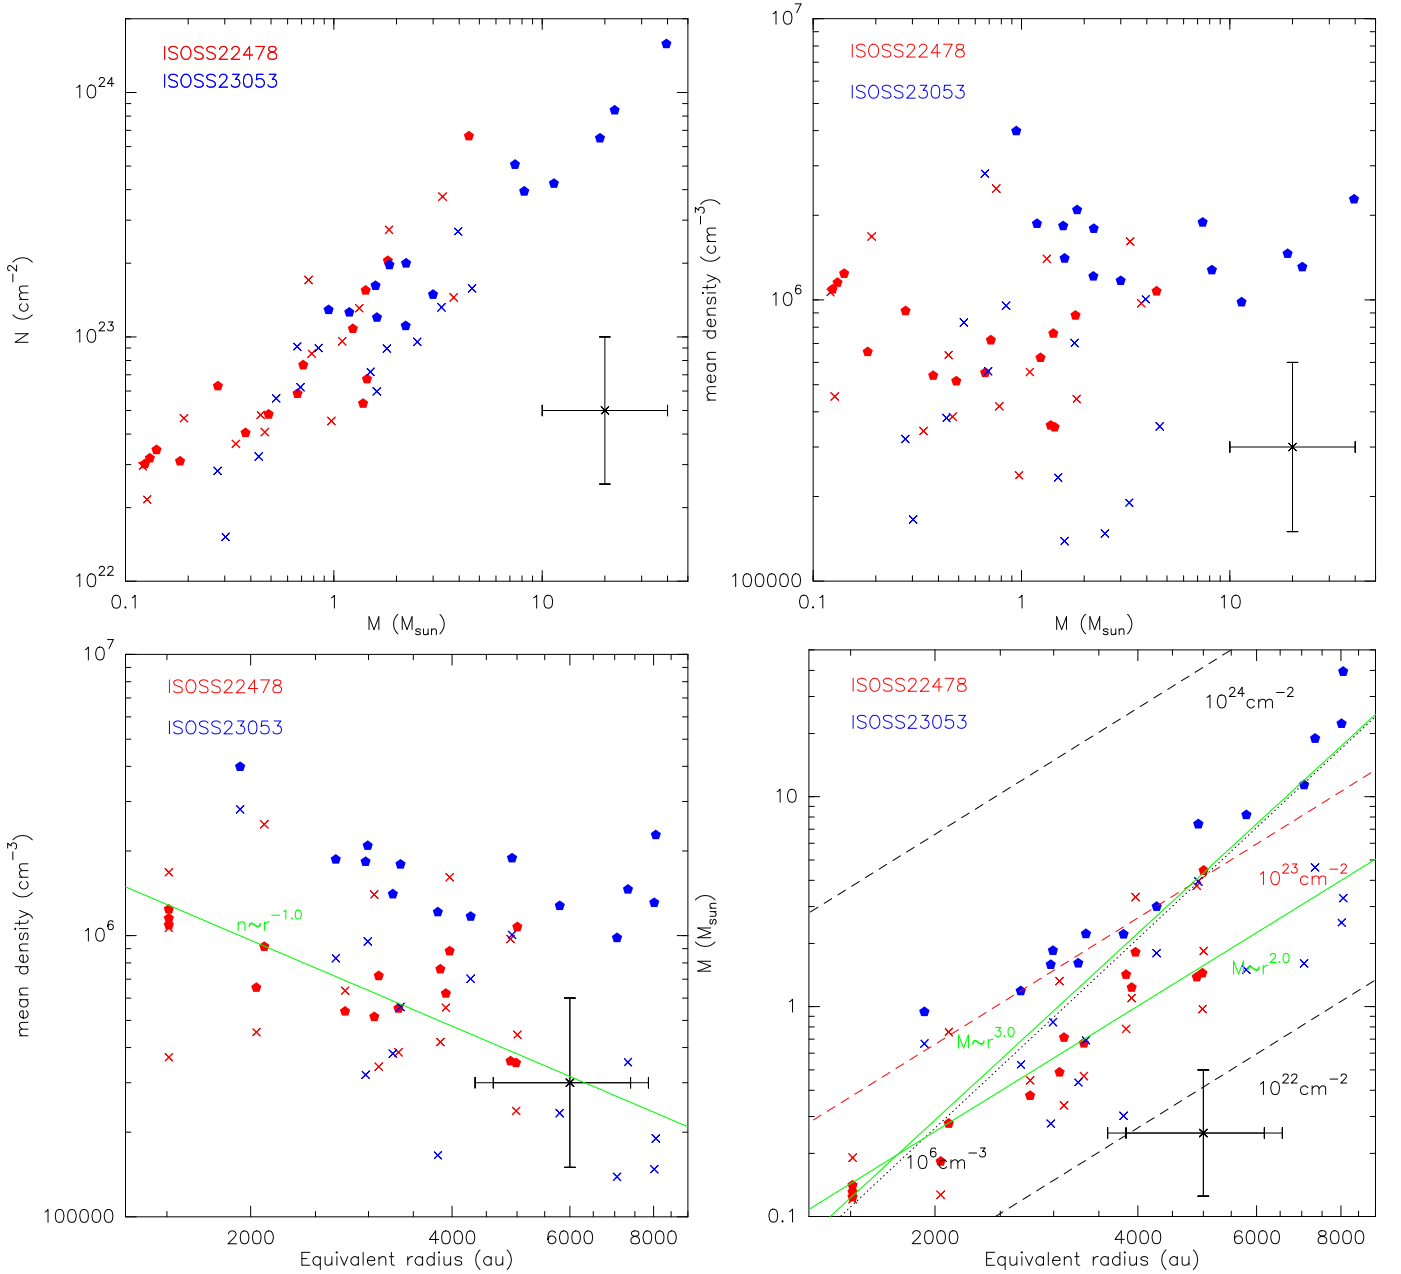 ISOSS22478
ISOSS23053
10^24
10^23
10^22
N (cm^-2)
0.1 1 10
M (M_sun)
ISOSS22478
ISOSS23053
10^7
10^6
100000
mean density (cm^-3)
0.1 1 10
M (M_sun)
ISOSS22478
ISOSS23053
10^7
10^6
100000
mean density (cm^-3)
n~r^-1.0
2000 4000 6000 8000
Equivalent radius (au)
ISOSS22478
ISOSS23053
10
1
0.1
M (M_sun)
10^24cm^-2
10^23cm^-2
M~r^2.0
M~r^3.0
10^22cm^-2
10^6cm^-3
2000 4000 6000 8000
Equivalent radius (au)